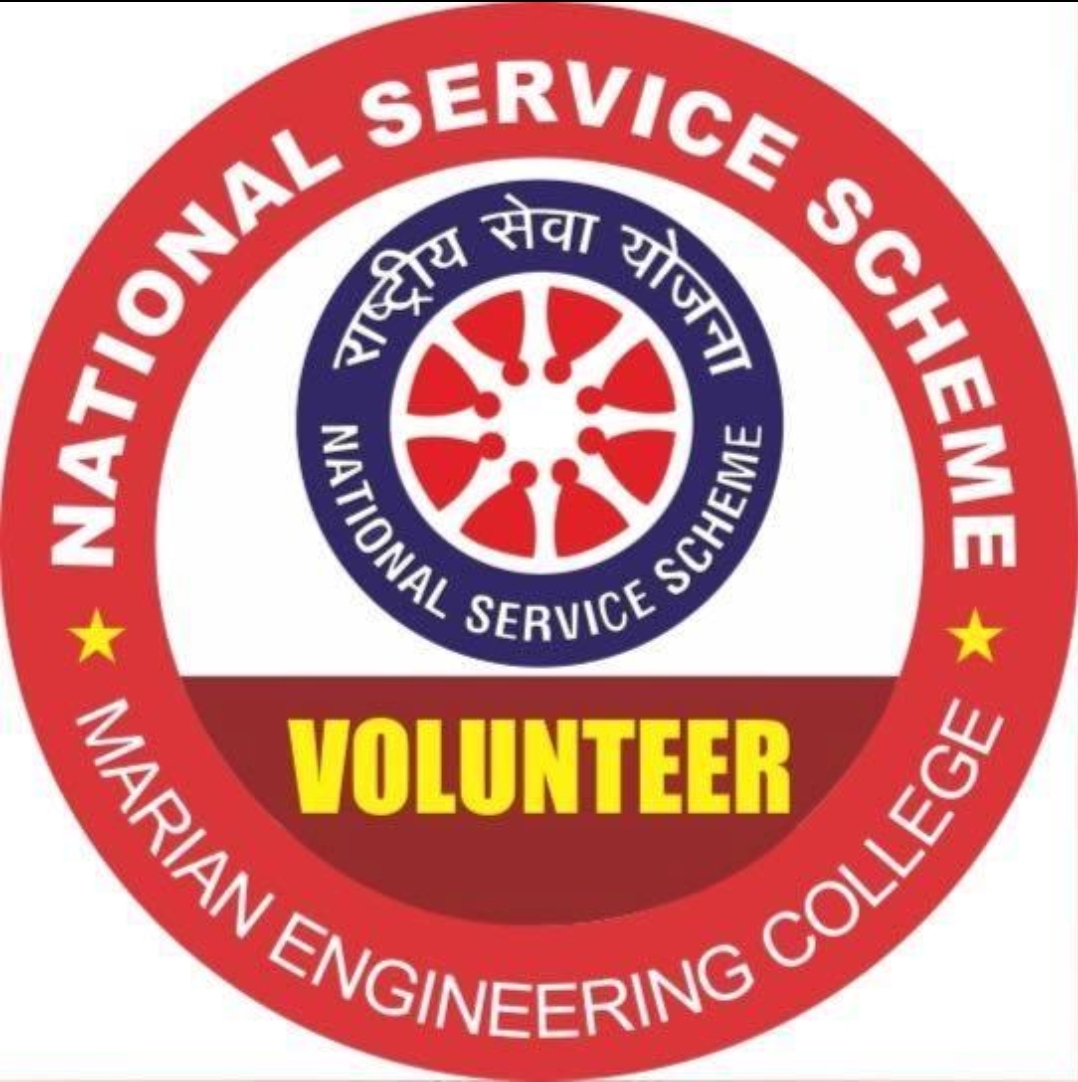 NATIONAL SERVICE SCHEME
राष्ट्रीय सेवा योजना
NATIONAL SERVICE SCHEME
VOLUNTEER
MARIAN ENGINEERING COLLEGE